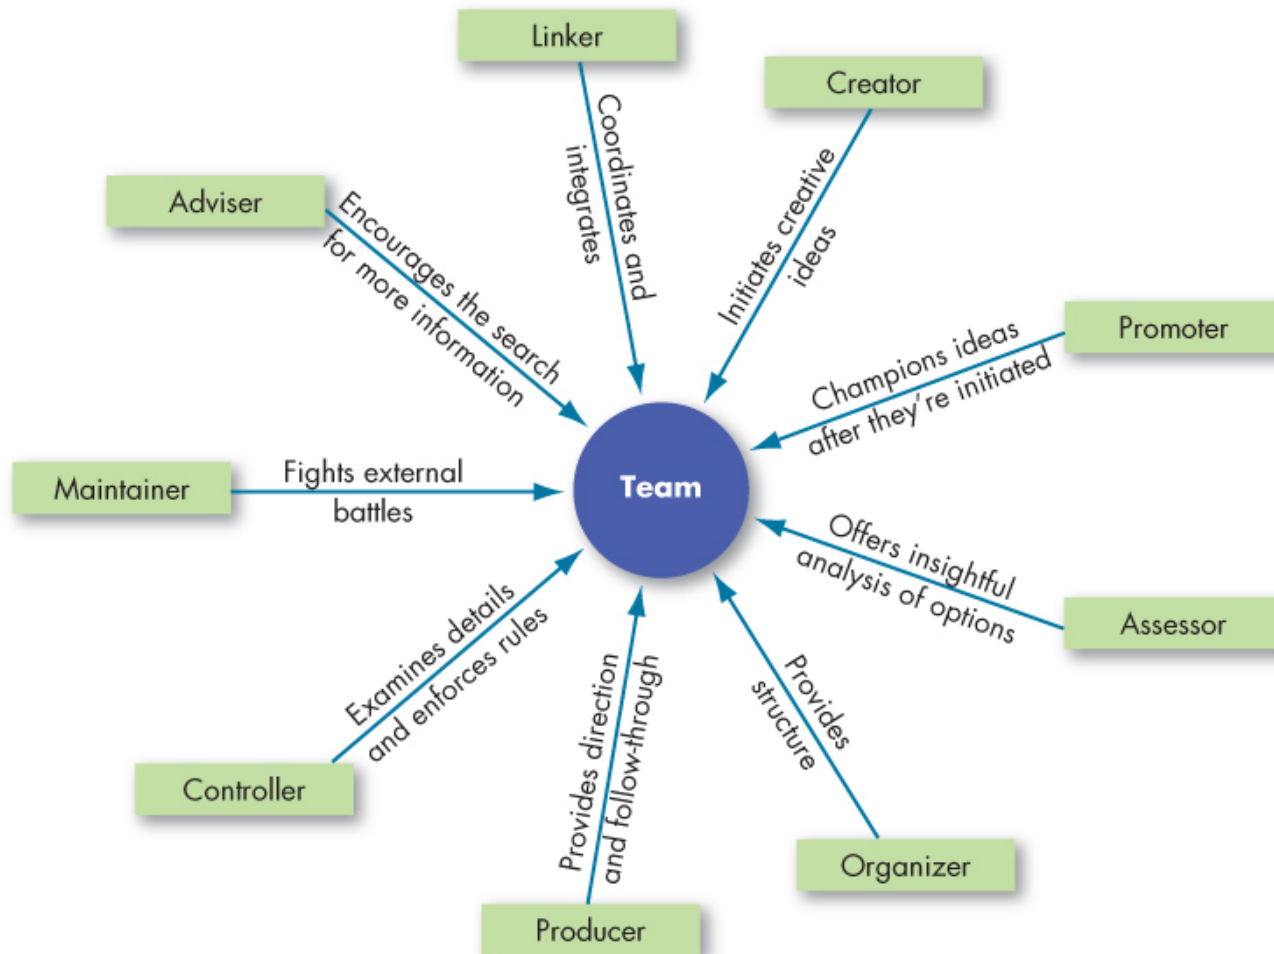 Linker
Coordinates and
integrates
Creator
Initiates creative
ideas
Adviser
Encourages the search
for more information
Promoter
Champions ideas
after they’re initiated
Maintainer
Fights external
battles
Team
Offers insightful
analysis of options
Assessor
Examines details
and enforces rules
Controller
Provides direction
and follow-through
Producer
Provides
structure
Organizer